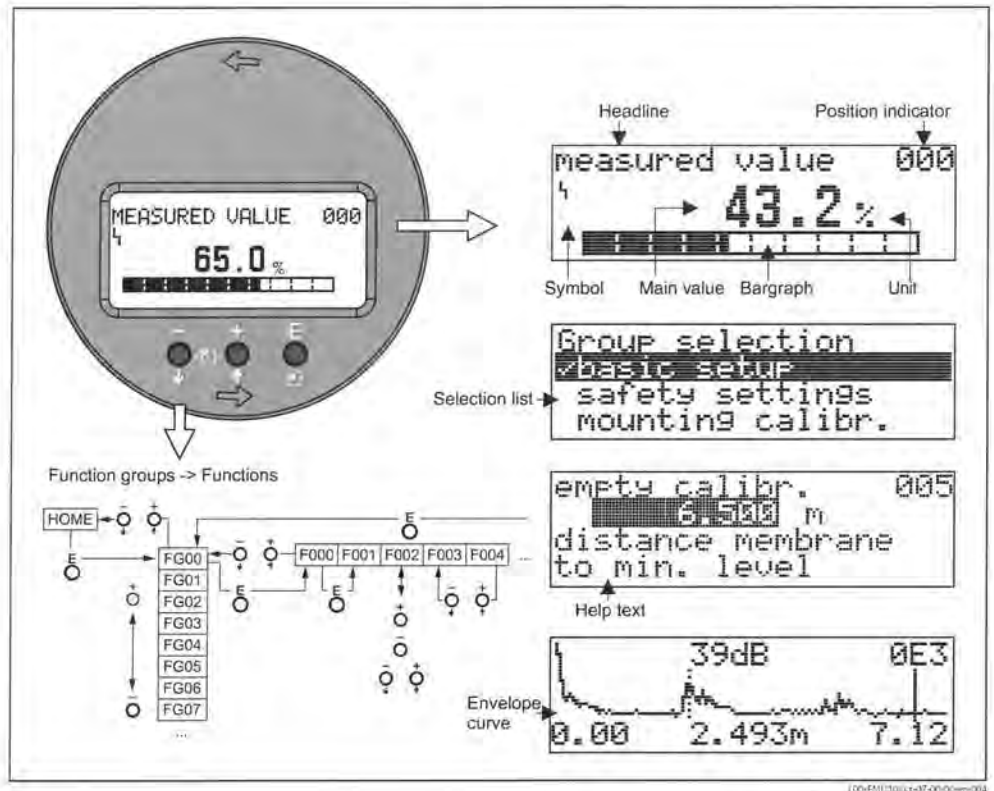 MEASURED VALUE 000
65.0 %
- + E
Headline Position indicator
measured value 000
43.2 %
Symbol Main value Bargraph Unit
Group selection
✓basic setup
Selection list
safety settings
mounting calibr.
empty calibr. 005
6.500 m
distance membrane
to min. level
Help text
39dB 0E3
Envelope
curve
0.00 2.493m 7.12
Function groups -> Functions
HOME - + E
E FG00 - + F000 F001 F002 F003 F004 ...
FG01 E E - +
+ FG02 +
FG03 -
FG04 - +
FG05
FG06
- FG07
...